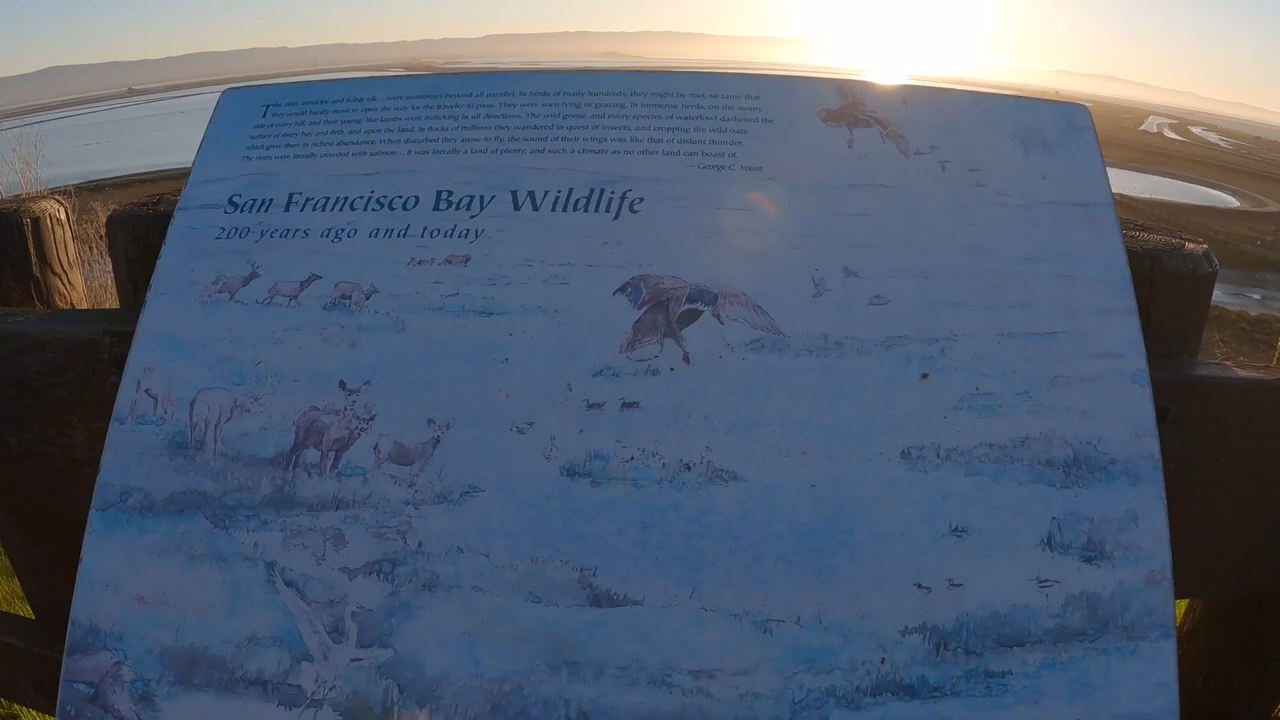 The deer, antelope and noble elk ... were numerous beyond all parallel. In herds of many hundreds, they might be met, so tame that
they would hardly move to open the way for the traveler to pass. They were seen lying or grazing, in immense herds, on the sunny
side of every hill, and their young, like lambs were frolicking in all directions. The wild geese, and every species of waterfowl darkened the
surface of every bay and firth, and upon the land, in flocks of millions they wandered in quest of insects, and cropping the wild oats
which grew there is richest abundance. When disturbed they arose to fly, the sound of their wings was like that of distant thunder.
The rivers were literally crowded with salmon... It was literally a land of plenty, and such a climate as no other land can boast of.
— George C. Yount
San Francisco Bay Wildlife
200 years ago and today